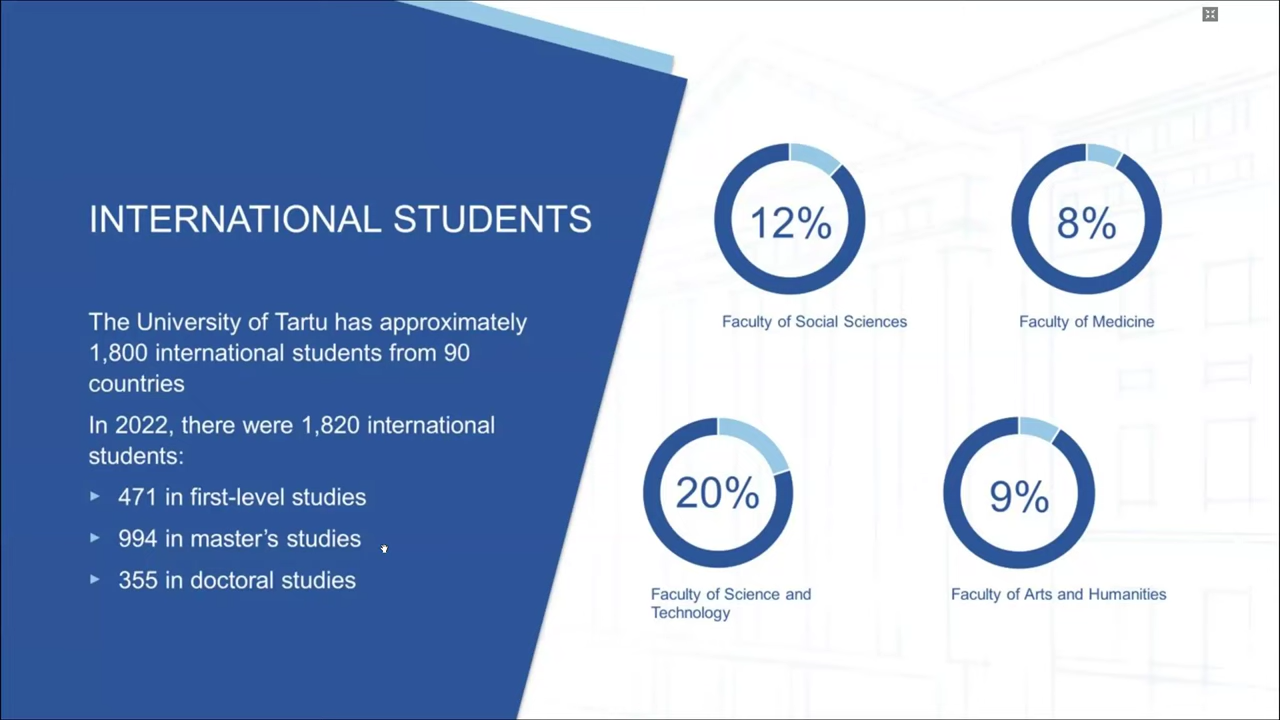 INTERNATIONAL STUDENTS
The University of Tartu has approximately
1,800 international students from 90
countries
In 2022, there were 1,820 international
students:
471 in first-level studies
994 in master’s studies
355 in doctoral studies
12%
Faculty of Social Sciences
8%
Faculty of Medicine
20%
Faculty of Science and
Technology
9%
Faculty of Arts and Humanities